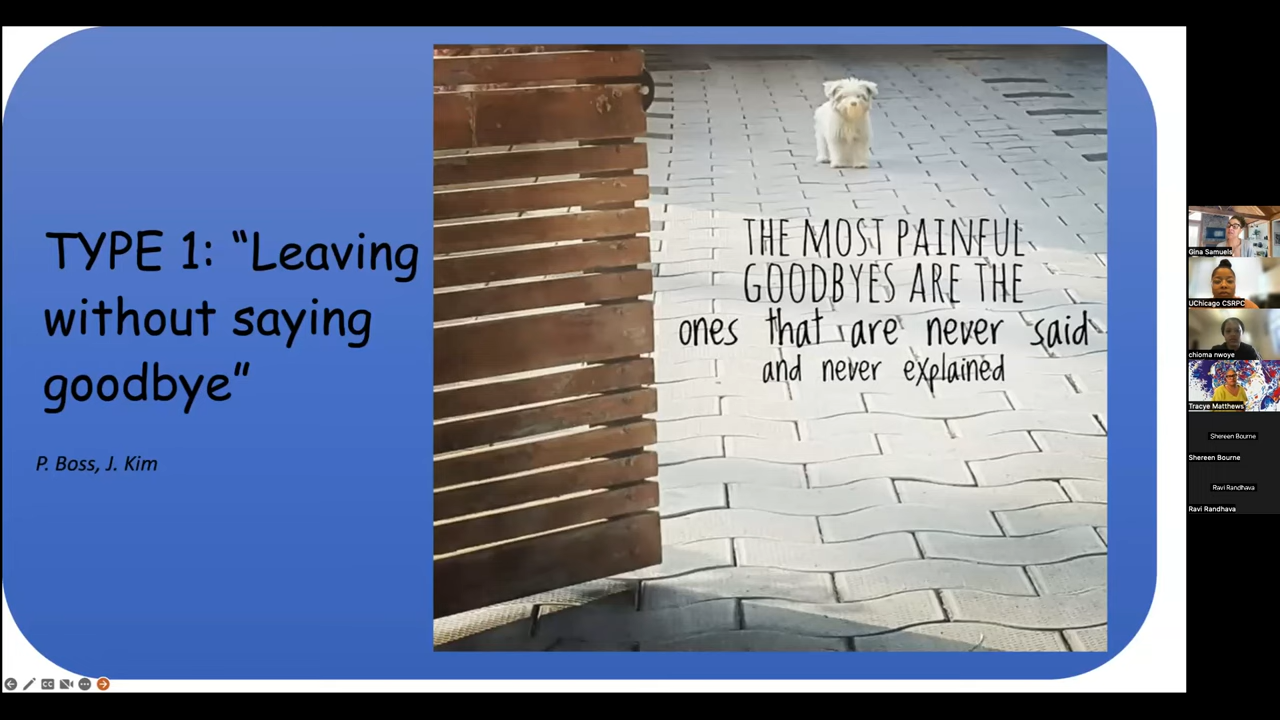 TYPE 1: “Leaving
without saying
goodbye”
P. Boss, J. Kim
THE MOST PAINFUL
GOODBYES ARE THE
ones that are never said
and never explained
Gina Samuels
UChicago CSRPC
chioma nwoye
Tracye Matthews
Shereen Bourne
Shereen Bourne
Ravi Randhava
Ravi Randhava
CC